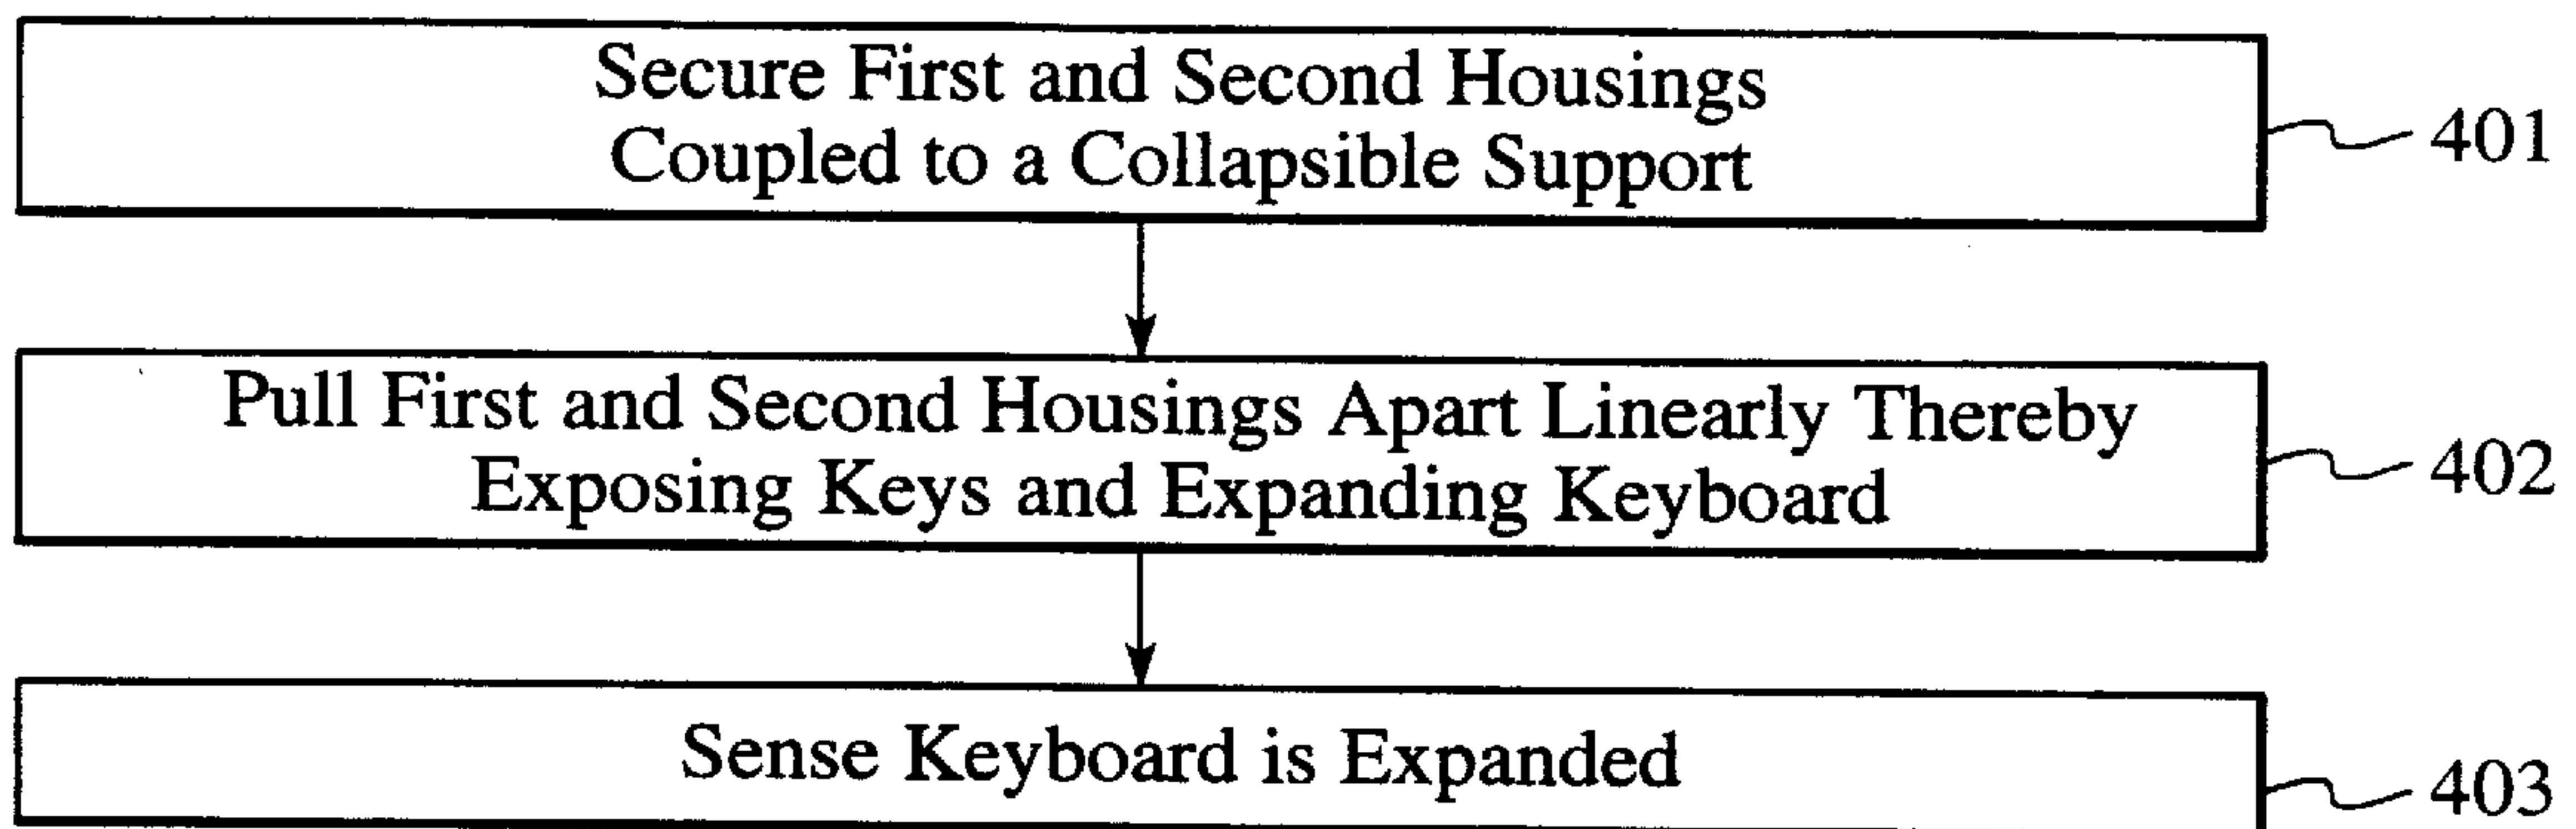 Secure First and Second Housings
Coupled to a Collapsible Support
401
Pull First and Second Housings Apart Linearly Thereby
Exposing Keys and Expanding Keyboard
402
Sense Keyboard is Expanded
403